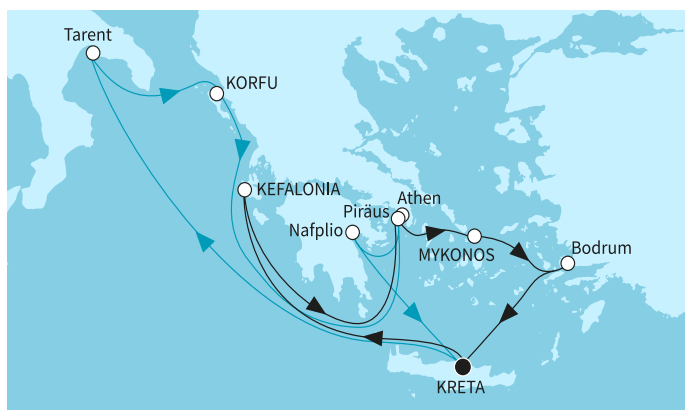 Tarent
KORFU
KEFALONIA
Athen
Piräus
Nafplio
MYKONOS
Bodrum
KRETA